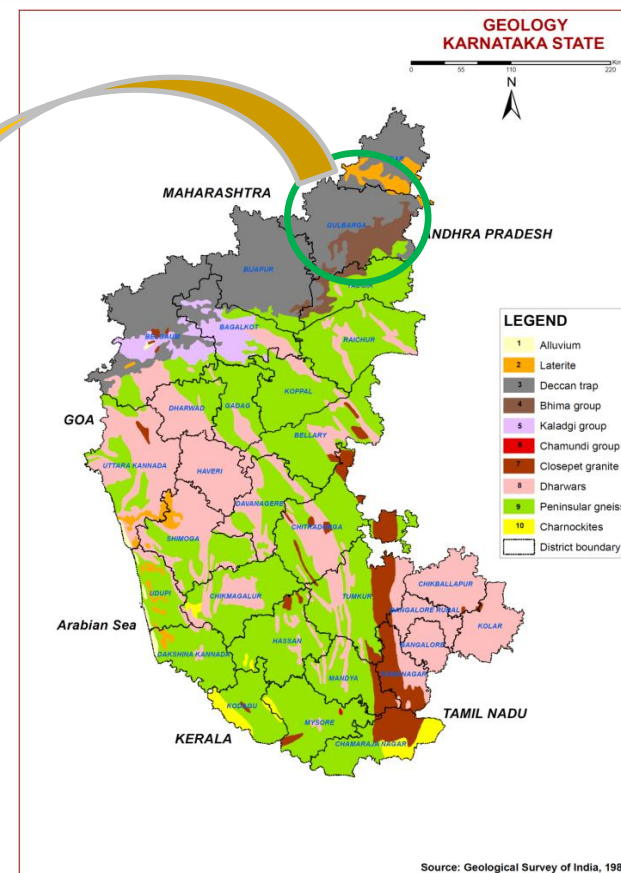 GEOLOGY
KARNATAKA STATE
0 55 110 220
N
MAHARASHTRA
GULBARGA
NDHRA PRADESH
BIJAPUR
BAGALKOT
RAICHUR
BELGAUM
KOPPAL
GOA
DHARWAD
GADAG
BELLARY
UTTARA KANNADA
HAVERI
DAVANAGERE
CHITRADURGA
SHIMOGA
CHIKBALLAPUR
UDUPI
CHIKMAGALUR
TUMKUR
BANGALORE RURAL
KOLAR
Arabian Sea
HASSAN
BANGALORE
DAKSHINA KANNADA
MANDYA
KODAGU
TAMIL NADU
MYSORE
KERALA
CHAMARAJA NAGAR
LEGEND
1 Alluvium
2 Laterite
3 Deccan trap
4 Bhima group
5 Kaladgi group
6 Chamundi group
7 Closepet granite
8 Dharwars
9 Peninsular gneiss
10 Charnockites
District boundary
Source: Geological Survey of India, 198